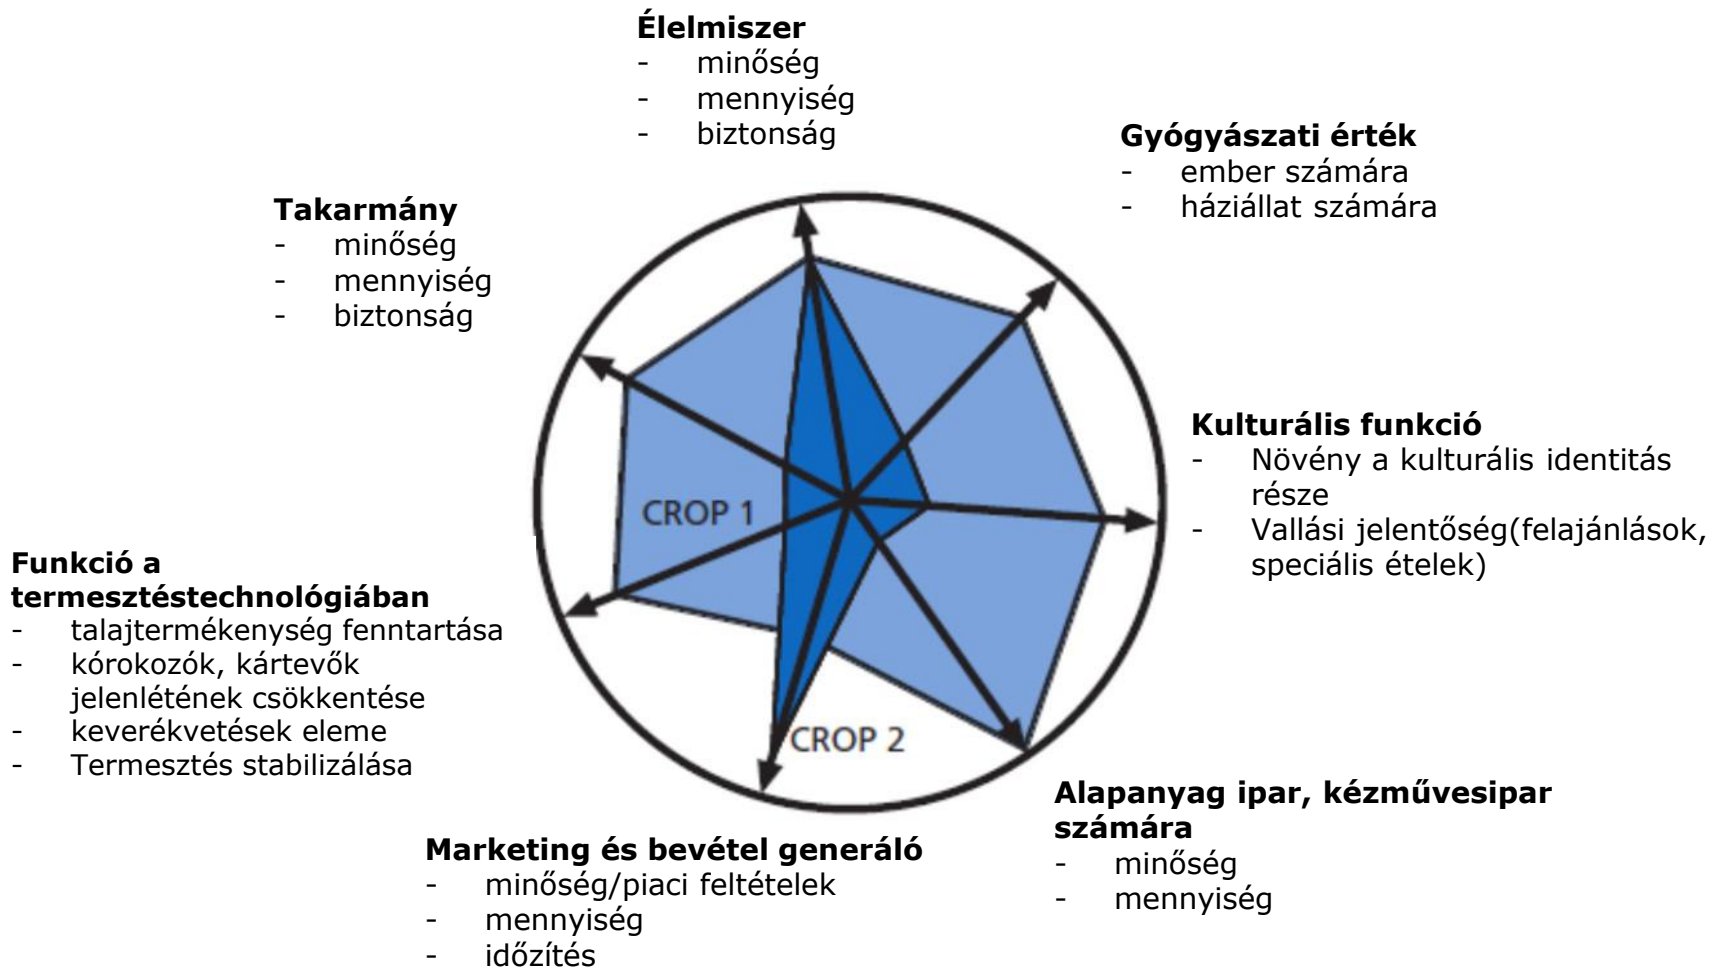 Élelmiszer
- minőség
- mennyiség
- biztonság
Gyógyászati érték
- ember számára
- háziállat számára
Takarmány
- minőség
- mennyiség
- biztonság
Kulturális funkció
- Növény a kulturális identitás
része
- Vallási jelentőség(felajánlások,
speciális ételek)
CROP 1
Funkció a
termesztéstechnológiában
- talajtermékenység fenntartása
- kórokozók, kártevők
jelenlétének csökkentése
- keverékvetések eleme
- Termesztés stabilizálása
CROP 2
Alapanyag ipar, kézművesipar
számára
- minőség
- mennyiség
Marketing és bevétel generáló
- minőség/piaci feltételek
- mennyiség
- időzítés